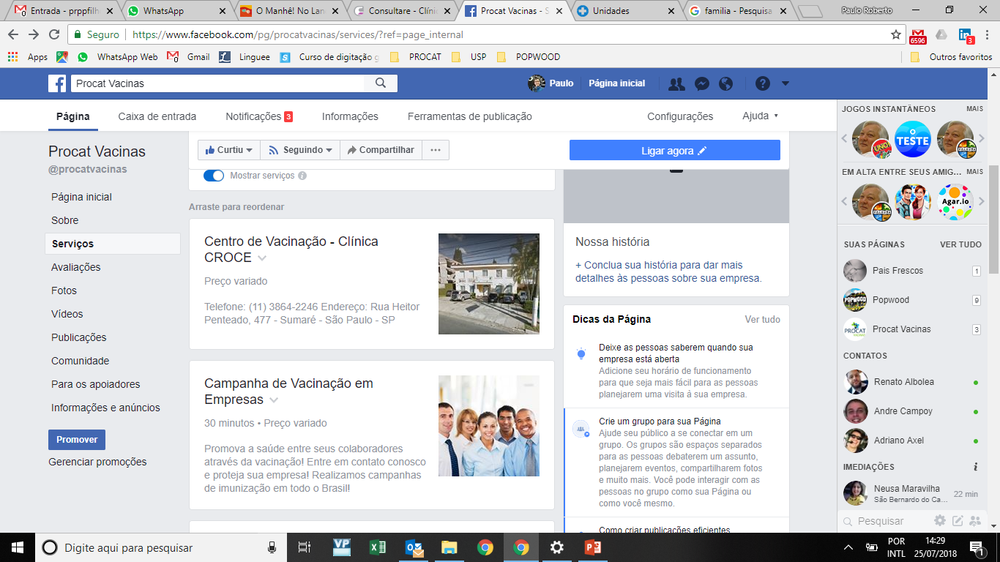 Entrada - prppfilh
WhatsApp
O Manhê! No Lan
Consultare - Clíni
Procat Vacinas - S
Unidades
familia - Pesquisa
Paulo Roberto
Seguro
https://www.facebook.com/pg/procatvacinas/services/?ref=page_internal
6596
3
Apps
WhatsApp Web
Gmail
Linguee
Curso de digitação g
PROCAT
USP
POPWOOD
Outros favoritos
Procat Vacinas
Paulo
Página inicial
Página
Caixa de entrada
Notificações 3
Informações
Ferramentas de publicação
Configurações
Ajuda
Procat Vacinas
@procatvacinas
Página inicial
Sobre
Serviços
Avaliações
Fotos
Vídeos
Publicações
Comunidade
Para os apoiadores
Informações e anúncios
Promover
Gerenciar promoções
Curtiu
Seguindo
Compartilhar
Ligar agora
Mostrar serviços
Arraste para reordenar
Centro de Vacinação - Clínica
CROCE
Preço variado
Telefone: (11) 3864-2246 Endereço: Rua Heitor
Penteado, 477 - Sumaré - São Paulo - SP
Campanha de Vacinação em
Empresas
30 minutos • Preço variado
Promova a saúde entre seus colaboradores
através da vacinação! Entre em contato conosco
e proteja sua empresa! Realizamos campanhas
de imunização em todo o Brasil!
Nossa história
+ Conclua sua história para dar mais
detalhes às pessoas sobre sua empresa.
Dicas da Página
Ver tudo
Deixe as pessoas saberem quando sua
empresa está aberta
Adicione seu horário de funcionamento
para que seja mais fácil para as pessoas
planejarem uma visita à sua empresa.
Crie um grupo para sua Página
Ajude seu público a se conectar em um
grupo. Os grupos são espaços separados
para as pessoas debaterem um assunto,
planejarem eventos, compartilharem fotos
e muito mais. Você pode interagir com as
pessoas no grupo como sua Página ou
como você mesmo.
Como criar publicações eficientes
JOGOS INSTANTÂNEOS
MAIS
UNO
O
TESTE
EM ALTA ENTRE SEUS AMIG...
MAIS
Agar.io
SUAS PÁGINAS
VER TUDO
Pais Frescos
1
POPWOOD
Popwood
9
PROCAT
Procat Vacinas
3
CONTATOS
Renato Albolea
Andre Campoy
Adriano Axel
IMEDIAÇÕES
Neusa Maravilha
São Bernardo do Ca...
22 min
Pesquisar
Digite aqui para pesquisar
VP
POR
INTL
14:29
25/07/2018
1